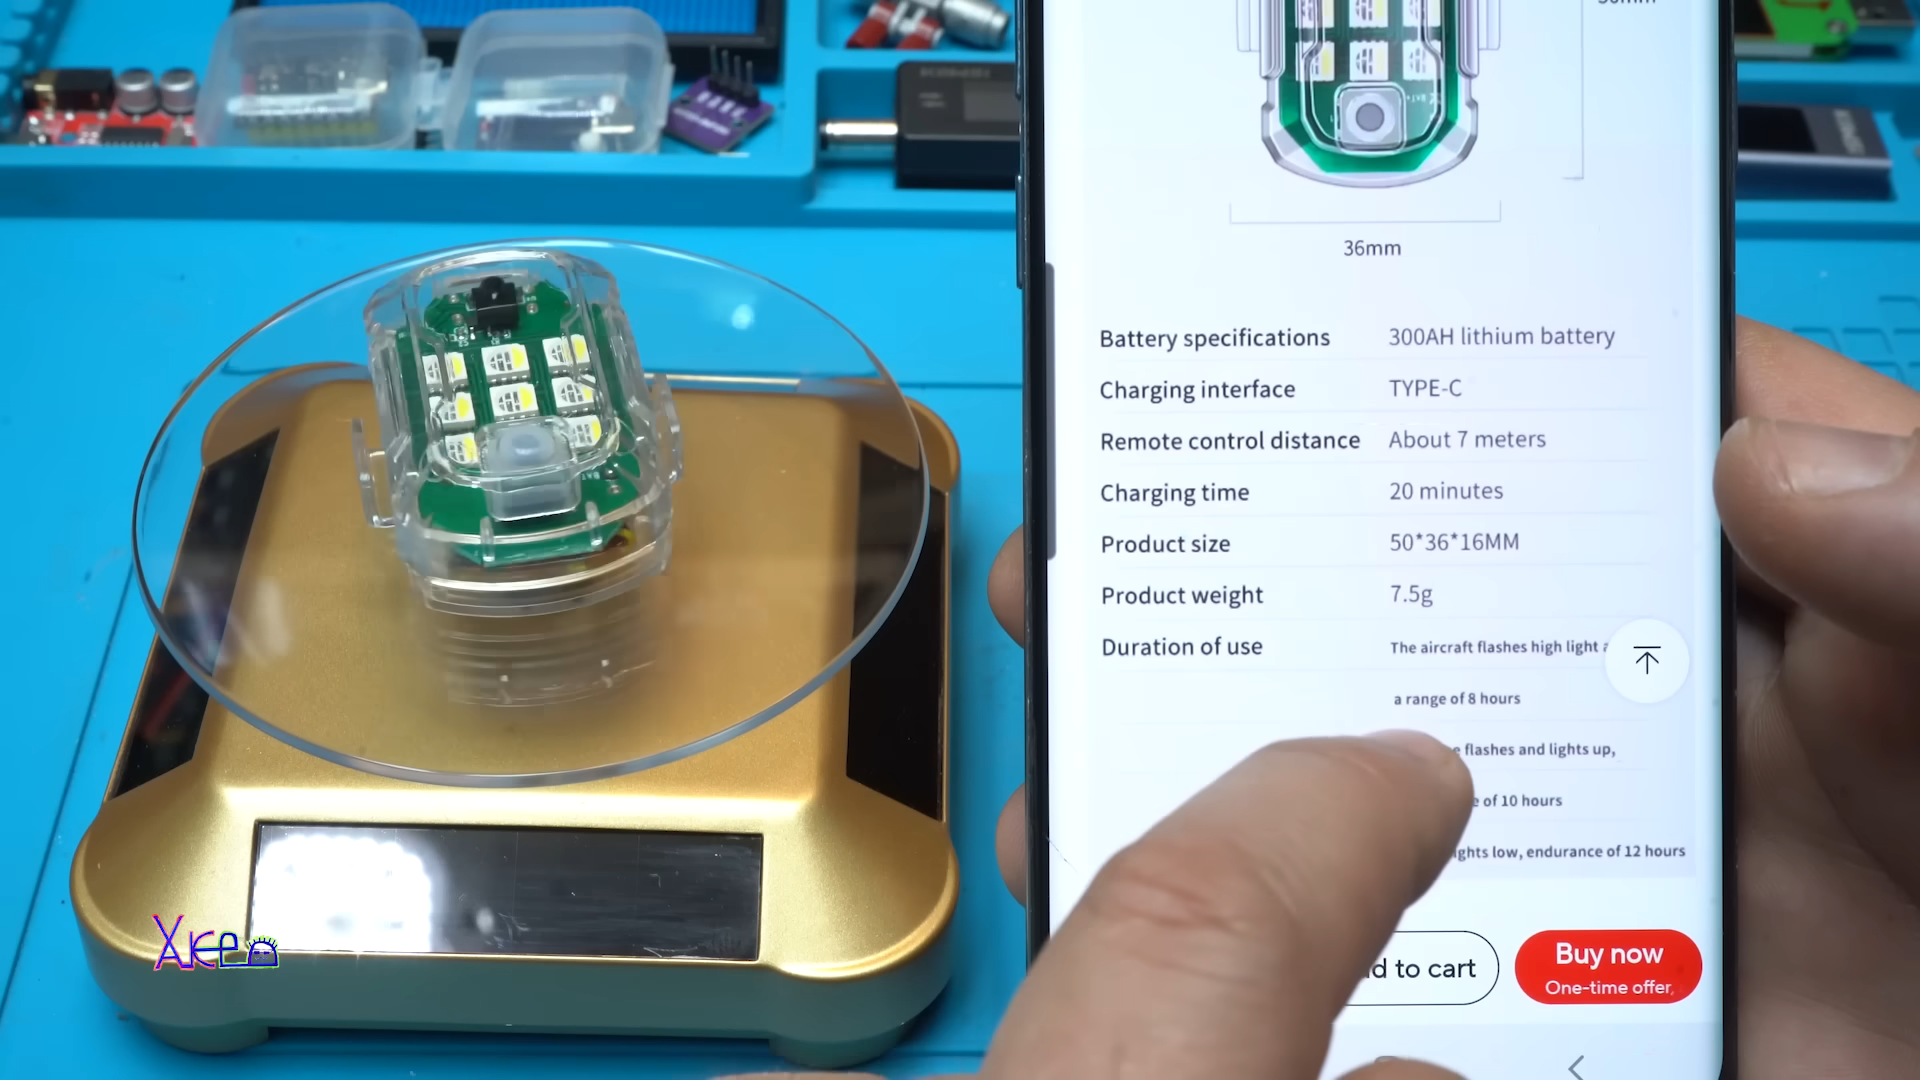 36mm
Battery specifications 300AH lithium battery
Charging interface TYPE-C
Remote control distance About 7 meters
Charging time 20 minutes
Product size 50*36*16MM
Product weight 7.5g
Duration of use The aircraft flashes high light
a range of 8 hours
flashes and lights up,
of 10 hours
low, endurance of 12 hours
to cart
Buy now
One-time offer,